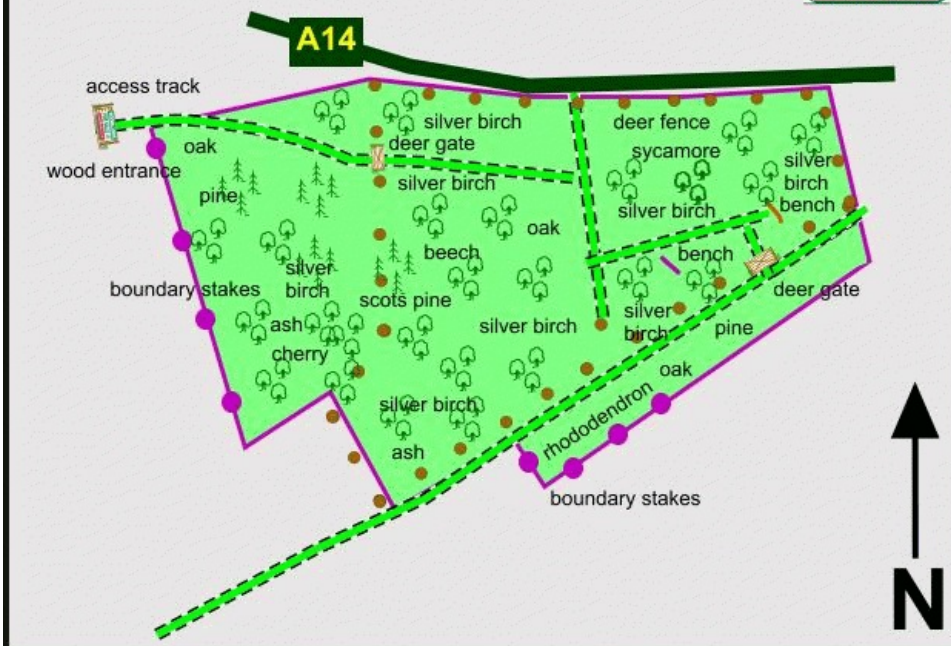 A14
access track
silver birch
deer fence
oak
deer gate
sycamore
wood entrance
silver birch
silver
birch
bench
pine
silver birch
oak
beech
bench
silver
birch
boundary stakes
scots pine
deer gate
silver
birch
ash
silver birch
pine
cherry
oak
silver birch
rhododendron
ash
boundary stakes
N